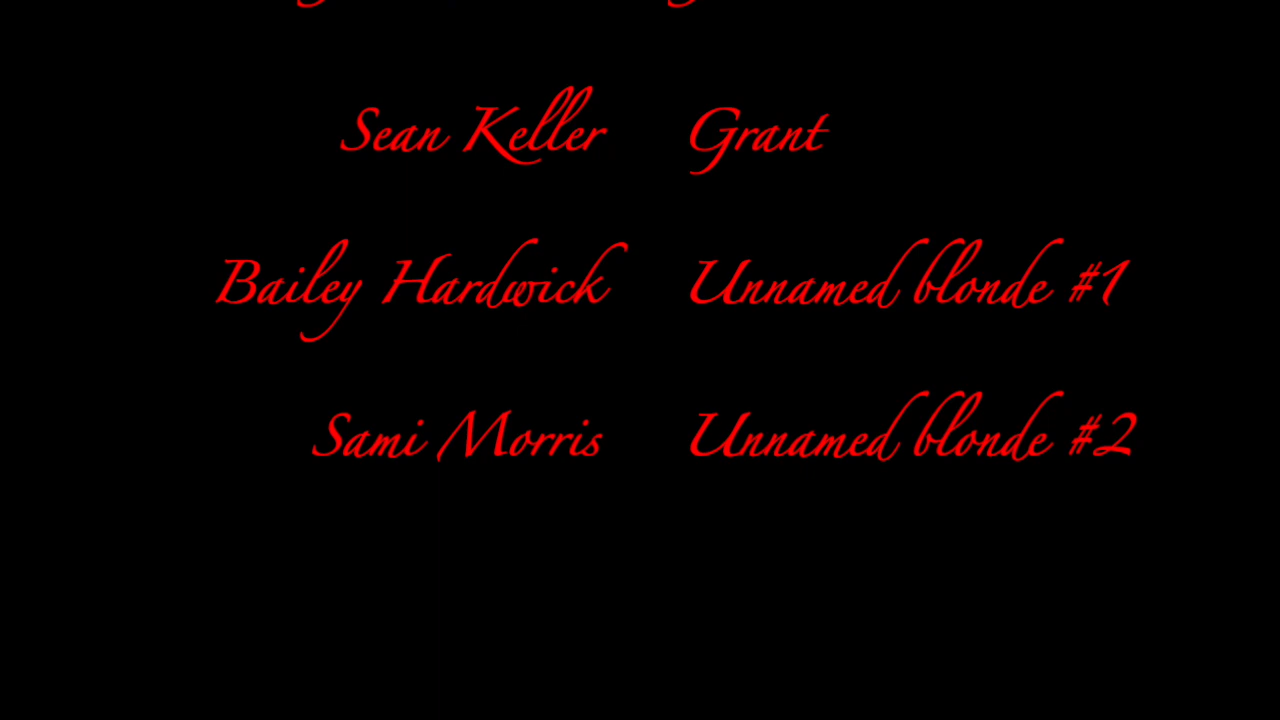 Sean Keller Grant
Bailey Hardwick Unnamed blonde #1
Sami Morris Unnamed blonde #2